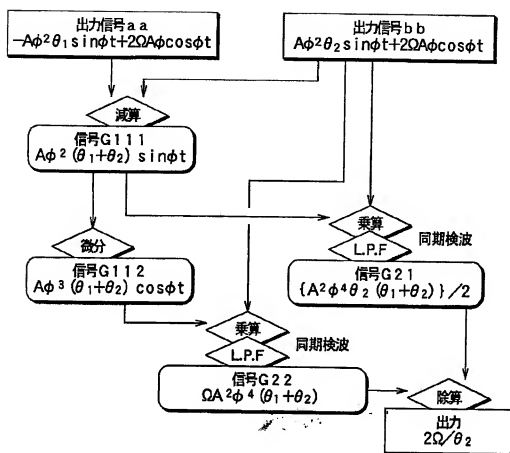 出力信号aa
−Aφ²θ₁sinφt+2ΩAφcosφt
出力信号bb
Aφ²θ₂sinφt+2ΩAφcosφt
減算
信号G111
Aφ²(θ₁+θ₂)sinφt
乗算
同期検波
L.P.F
微分
信号G112
Aφ³(θ₁+θ₂)cosφt
信号G21
{A²φ⁴θ₂(θ₁+θ₂)}/2
乗算
同期検波
L.P.F
信号G22
ΩA²φ⁴(θ₁+θ₂)
除算
出力
2Ω/θ₂